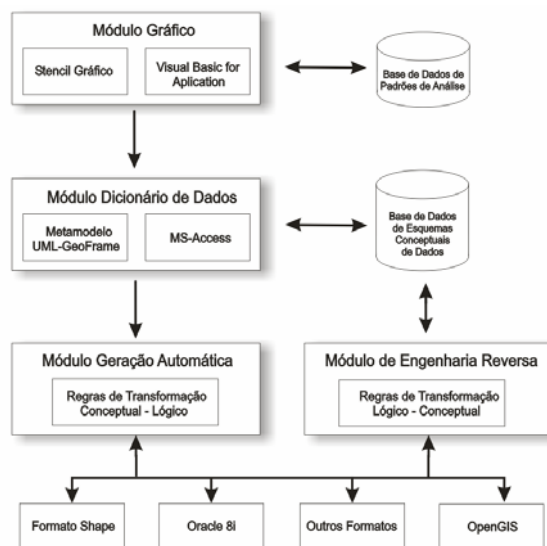 Módulo Gráfico
Stencil Gráfico
Visual Basic for
Aplication
Base de Dados de
Padrões de Análise
Módulo Dicionário de Dados
Metamodelo
UML-GeoFrame
MS-Access
Base de Dados
de Esquemas
Conceptuais
de Dados
Módulo Geração Automática
Regras de Transformação
Conceptual - Lógico
Módulo de Engenharia Reversa
Regras de Transformação
Lógico - Conceptual
Formato Shape
Oracle 8i
Outros Formatos
OpenGIS